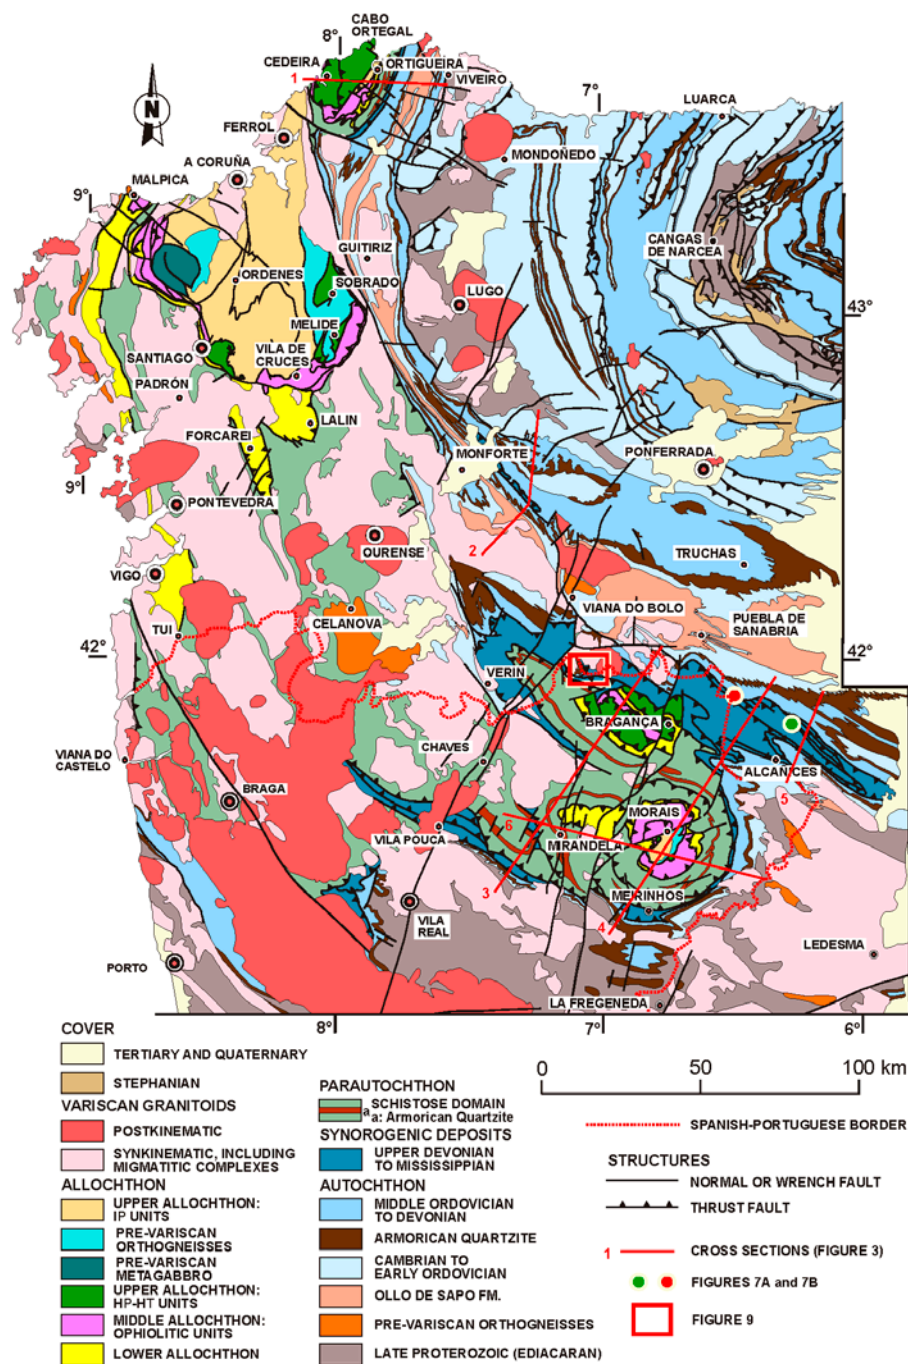 CABO
ORTEGAL
8°
CEDEIRA
ORTIGUEIRA
1
VIVEIRO
7°
LUARCA
N
FERROL
MONDOÑEDO
A CORUÑA
MALPICA
9°
GUITIRIZ
CANGAS
DE NARCEA
ORDENES
SOBRADO
LUGO
43°
MELIDE
SANTIAGO
VILA DE
CRUCES
PADRÓN
LALIN
FORCAREI
MONFORTE
PONFERRADA
9°
PONTEVEDRA
OURENSE
2
TRUCHAS
VIGO
VIANA DO BOLO
CELANOVA
PUEBLA DE
SANABRIA
TUI
42°
42°
VERIN
BRAGANÇA
CHAVES
VIANA DO
CASTELO
ALCAÑICES
BRAGA
5
MORAIS
6
VILA POUCA
MIRANDELA
3
MEIRINHOS
VILA
REAL
4
LEDESMA
PORTO
LA FREGENEDA
8°
7°
6°
COVER
TERTIARY AND QUATERNARY
STEPHANIAN
VARISCAN GRANITOIDS
POSTKINEMATIC
SYNKINEMATIC, INCLUDING
MIGMATITIC COMPLEXES
ALLOCHTHON
UPPER ALLOCHTHON:
IP UNITS
PRE-VARISCAN
ORTHOGNEISSES
PRE-VARISCAN
METAGABBRO
UPPER ALLOCHTHON:
HP-HT UNITS
MIDDLE ALLOCHTHON:
OPHIOLITIC UNITS
LOWER ALLOCHTHON
PARAUTOCHTHON
SCHISTOSE DOMAIN
a a: Armorican Quartzite
SYNOROGENIC DEPOSITS
UPPER DEVONIAN
TO MISSISSIPPIAN
AUTOCHTHON
MIDDLE ORDOVICIAN
TO DEVONIAN
ARMORICAN QUARTZITE
CAMBRIAN TO
EARLY ORDOVICIAN
OLLO DE SAPO FM.
PRE-VARISCAN ORTHOGNEISSES
LATE PROTEROZOIC (EDIACARAN)
0 50 100 km
SPANISH-PORTUGUESE BORDER
STRUCTURES
NORMAL OR WRENCH FAULT
THRUST FAULT
1 CROSS SECTIONS (FIGURE 3)
FIGURES 7A and 7B
FIGURE 9